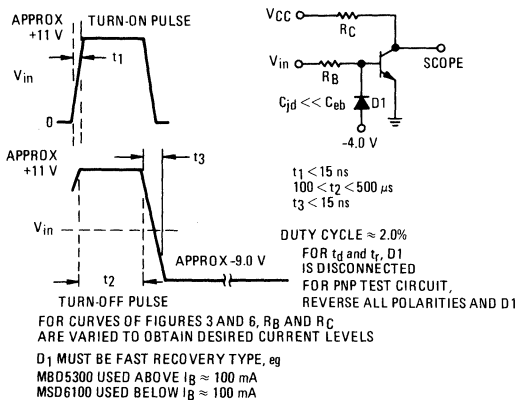 APPROX
+11 V
TURN-ON PULSE
t1
Vin
0
APPROX
+11 V
t3
Vin
APPROX -9.0 V
t2
TURN-OFF PULSE
VCC
RC
Vin
RB
SCOPE
Cjd << Ceb
D1
-4.0 V
t1 < 15 ns
100 < t2 < 500 μs
t3 < 15 ns
DUTY CYCLE ≈ 2.0%
FOR td and tr, D1
IS DISCONNECTED
FOR PNP TEST CIRCUIT,
REVERSE ALL POLARITIES AND D1
FOR CURVES OF FIGURES 3 AND 6, RB AND RC
ARE VARIED TO OBTAIN DESIRED CURRENT LEVELS
D1 MUST BE FAST RECOVERY TYPE, eg
MBD5300 USED ABOVE IB ≈ 100 mA
MSD6100 USED BELOW IB ≈ 100 mA